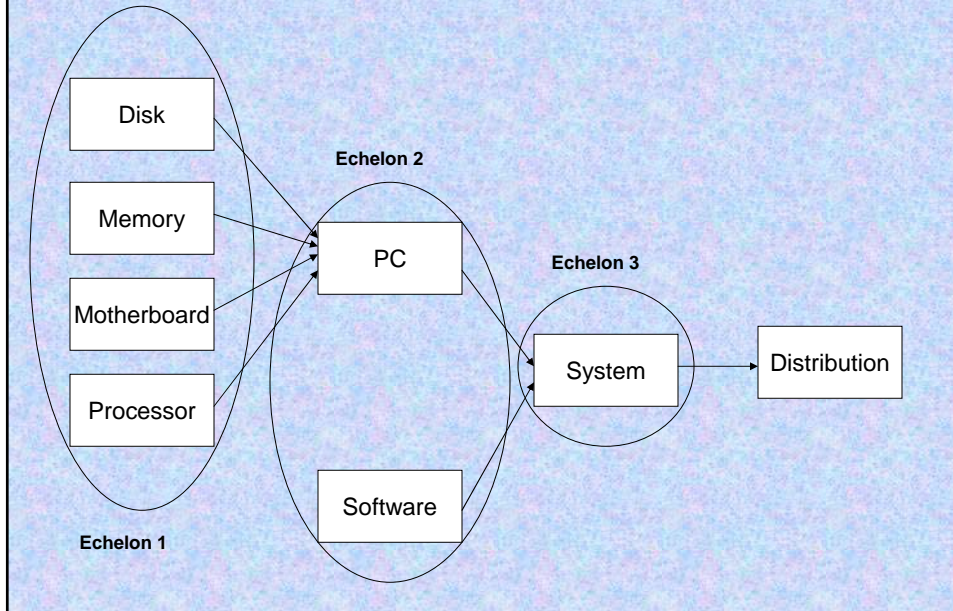 Disk
Memory
Motherboard
Processor
Echelon 1
Echelon 2
PC
Software
Echelon 3
System
Distribution